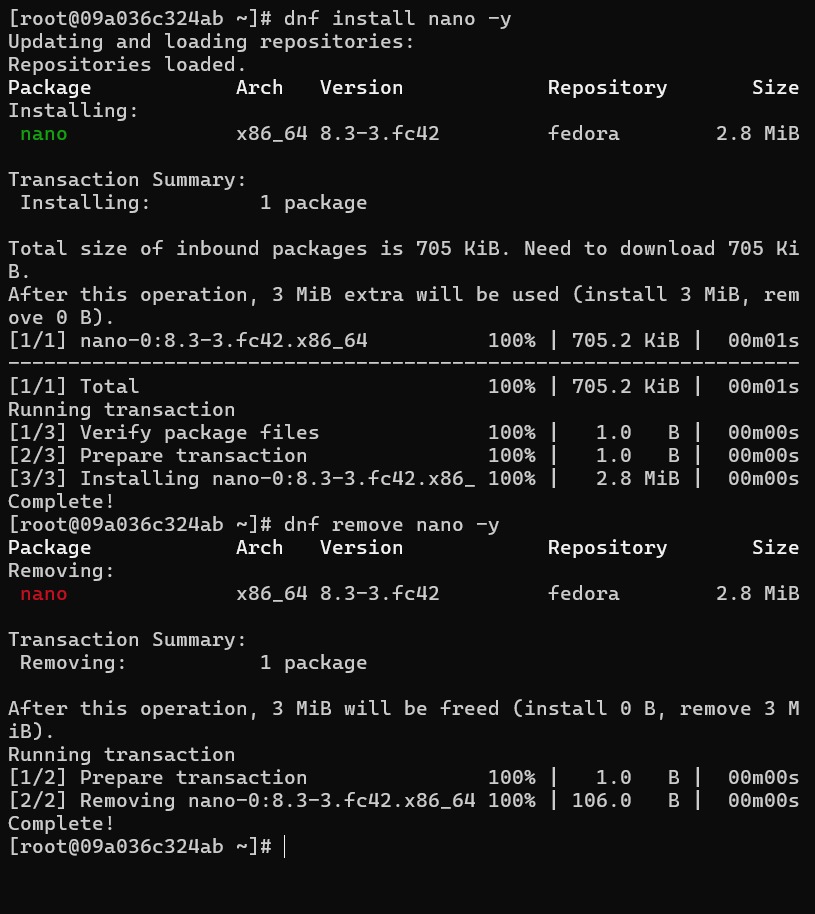 [root@09a036c324ab ~]# dnf install nano -y
Updating and loading repositories:
Repositories loaded.
Package            Arch   Version            Repository       Size
Installing:
 nano              x86_64 8.3-3.fc42         fedora        2.8 MiB

Transaction Summary:
 Installing:         1 package

Total size of inbound packages is 705 KiB. Need to download 705 Ki
B.
After this operation, 3 MiB extra will be used (install 3 MiB, rem
ove 0 B).
[1/1] nano-0:8.3-3.fc42.x86_64          100% | 705.2 KiB |  00m01s
------------------------------------------------------------------
[1/1] Total                             100% | 705.2 KiB |  00m01s
Running transaction
[1/3] Verify package files              100% |   1.0   B |  00m00s
[2/3] Prepare transaction               100% |   1.0   B |  00m00s
[3/3] Installing nano-0:8.3-3.fc42.x86_ 100% |   2.8 MiB |  00m00s
Complete!
[root@09a036c324ab ~]# dnf remove nano -y
Package            Arch   Version            Repository       Size
Removing:
 nano              x86_64 8.3-3.fc42         fedora        2.8 MiB

Transaction Summary:
 Removing:           1 package

After this operation, 3 MiB will be freed (install 0 B, remove 3 M
iB).
Running transaction
[1/2] Prepare transaction               100% |   1.0   B |  00m00s
[2/2] Removing nano-0:8.3-3.fc42.x86_64 100% | 106.0   B |  00m00s
Complete!
[root@09a036c324ab ~]#